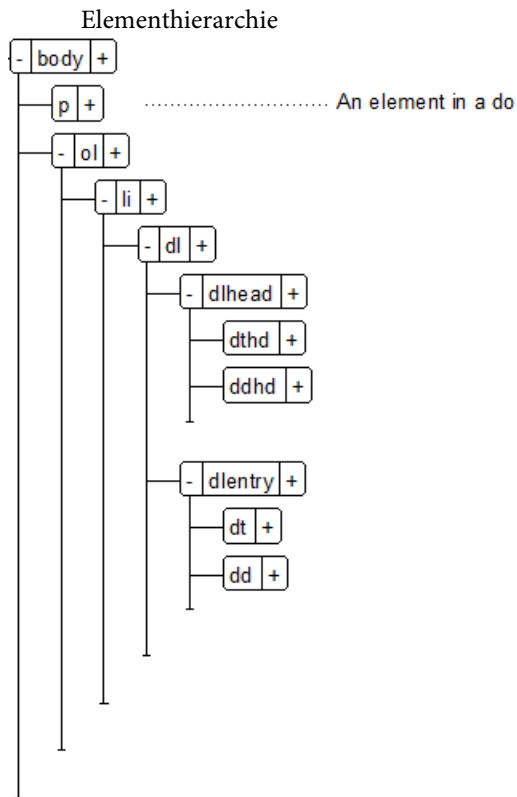 Elementhierarchie
- body +
p + An element in a do
- ol +
- li +
- dl +
- dlhead +
dthd +
ddhd +
- dlentry +
dt +
dd +